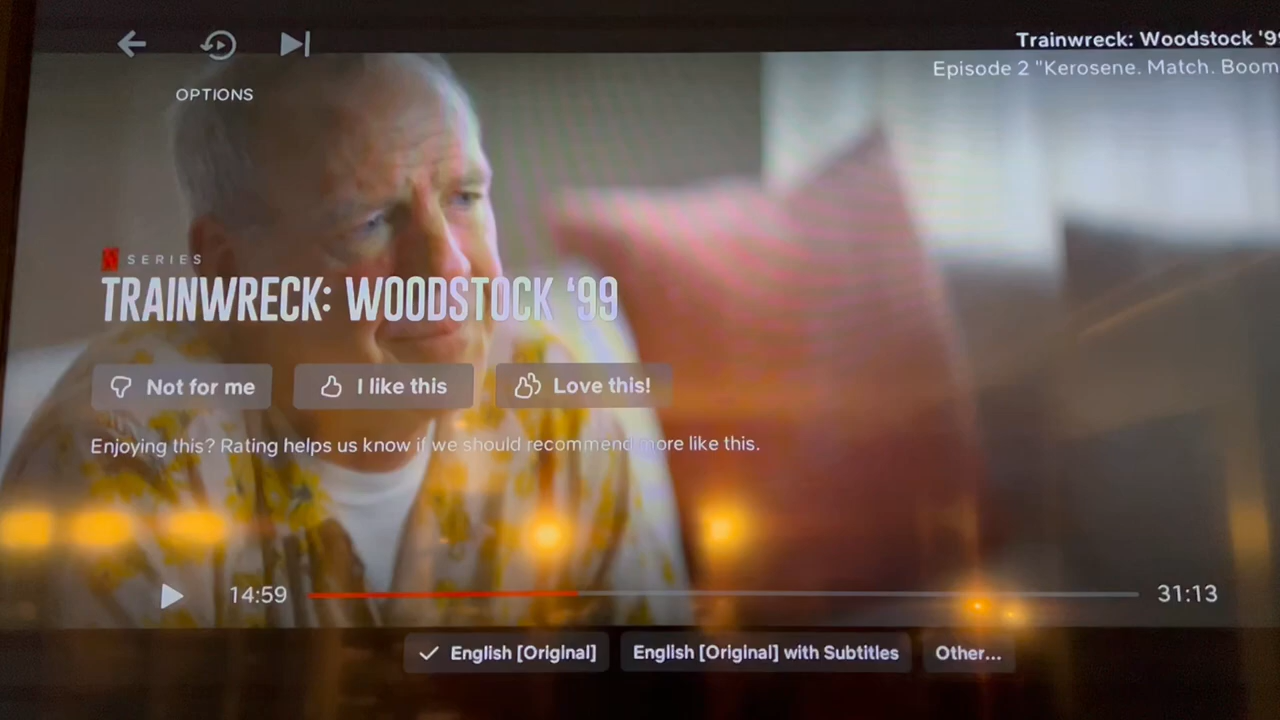 Trainwreck: Woodstock '99
Episode 2 "Kerosene. Match. Boom
OPTIONS
SERIES
TRAINWRECK: WOODSTOCK ‘99
Not for me
I like this
Love this!
Enjoying this? Rating helps us know if we should recommend more like this.
14:59
31:13
English [Original]
English [Original] with Subtitles
Other...